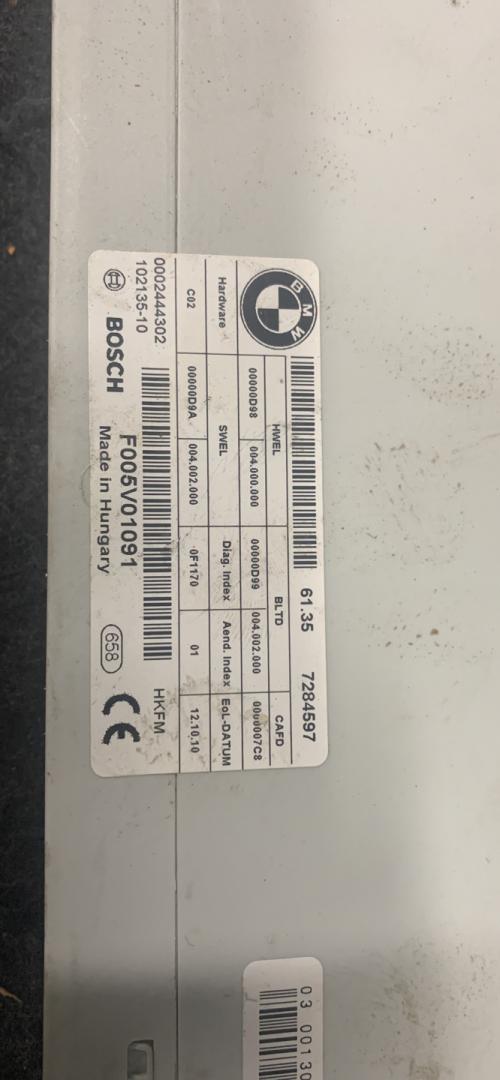 BMW
61.35 7284597
HWEL BLTD CAFD
00000D98 004.000.000 00000D99 004.002.000 000007C8
Hardware SWEL Diag. Index Aend. Index EoL-DATUM
C02 00000D9A 004.002.000 0F1170 01 12.10.10
0002444302
102135-10
HKFM
F005V01091
BOSCH Made in Hungary 658 CE
03 00130